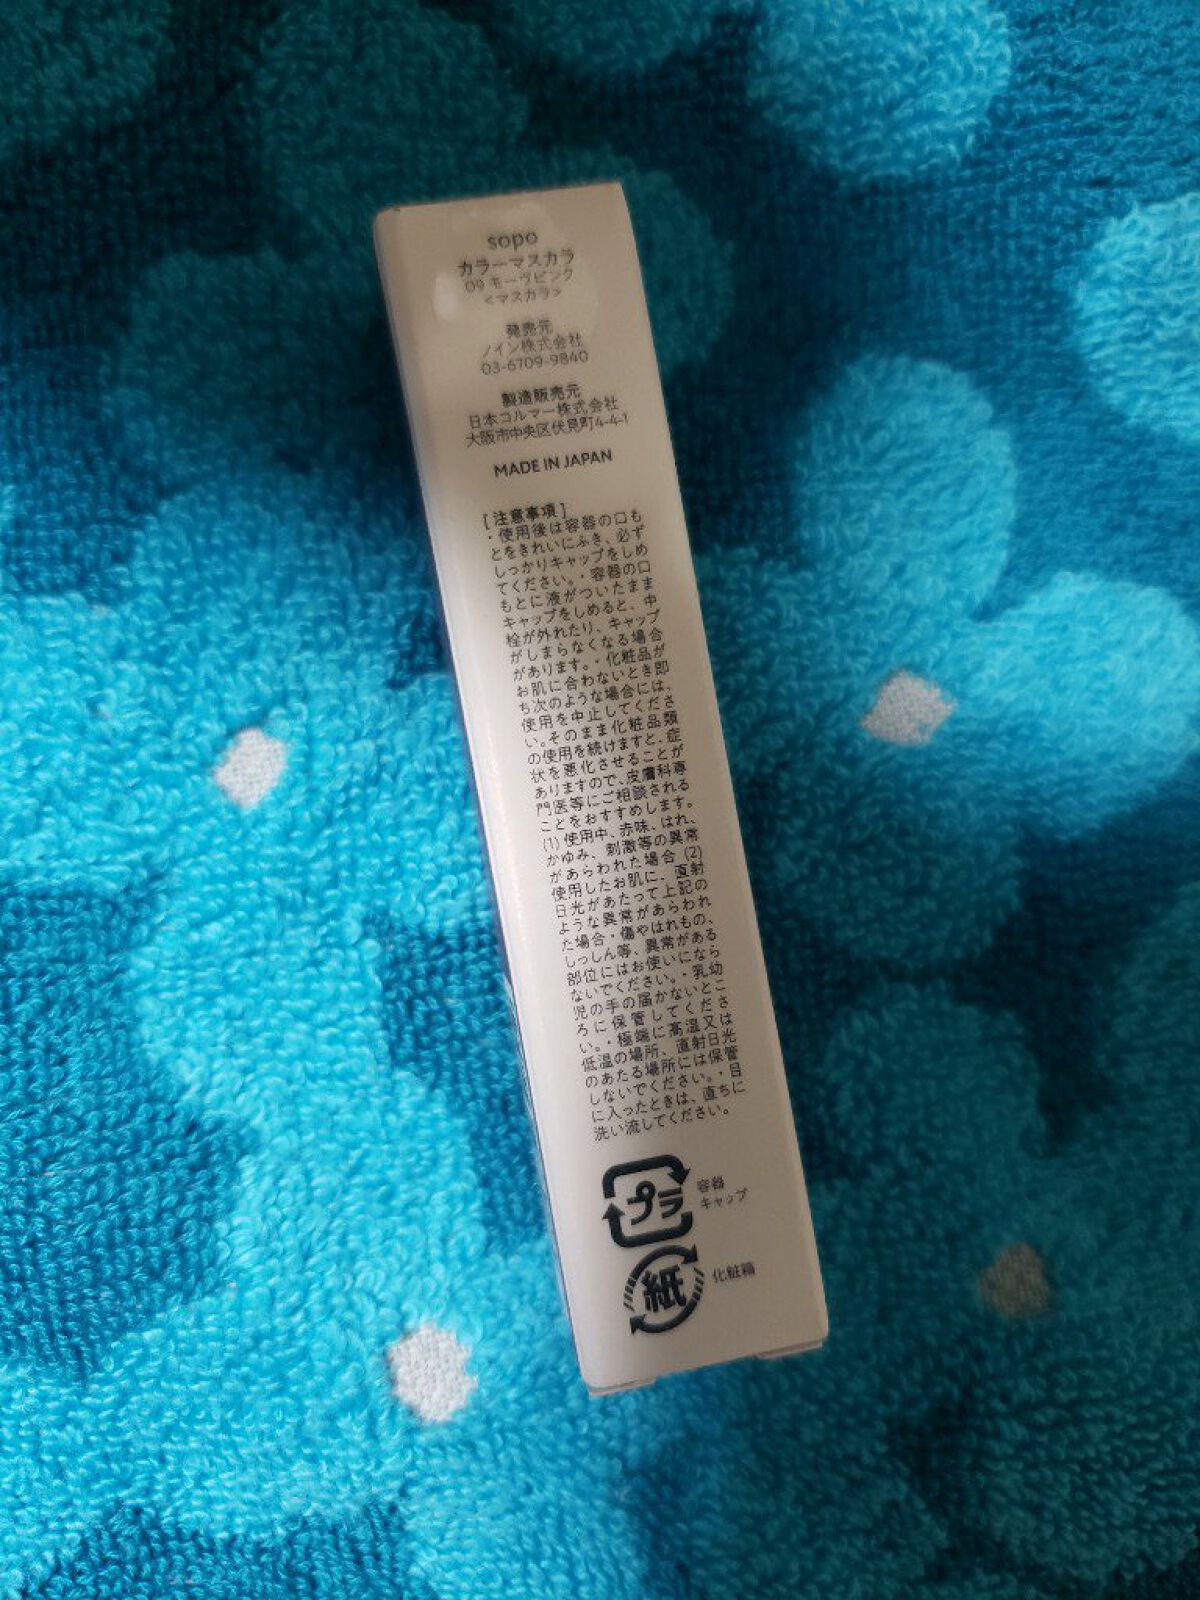 sopo
カラーマスカラ
09 モーヴピンク
<マスカラ>
発売元
ノイン株式会社
03-6709-9840
製造販売元
日本コルマー株式会社
大阪市中央区伏見町4-4-1
MADE IN JAPAN
[注意事項]
・使用後は容器の口も
とをきれいにふき、必ず
しっかりキャップをしめ
てください。・容器の口
もとに液がついたまま
キャップをしめると、中
栓が外れたり、キャップ
がしまらなくなる場合
があります。・化粧品が
お肌に合わないとき即
ち次のような場合には、
使用を中止してくださ
い。そのまま化粧品類
の使用を続けますと、症
状を悪化させることが
ありますので、皮膚科専
門医等にご相談される
ことをおすすめします。
(1)使用中、赤味、はれ、
かゆみ、刺激等の異常
があらわれた場合 (2)
使用したお肌に、直射
日光があたって上記の
ような異常があらわれ
た場合・傷やはれもの、
しっしん等、異常がある
部位にはお使いになら
ないでください。・乳幼
児の手の届かないとこ
ろに保管してくださ
い。・極端に高温又は
低温の場所、直射日光
のあたる場所には保管
しないでください。・目
に入ったときは、直ちに
洗い流してください。
プラ
容器
キャップ
紙
化粧箱